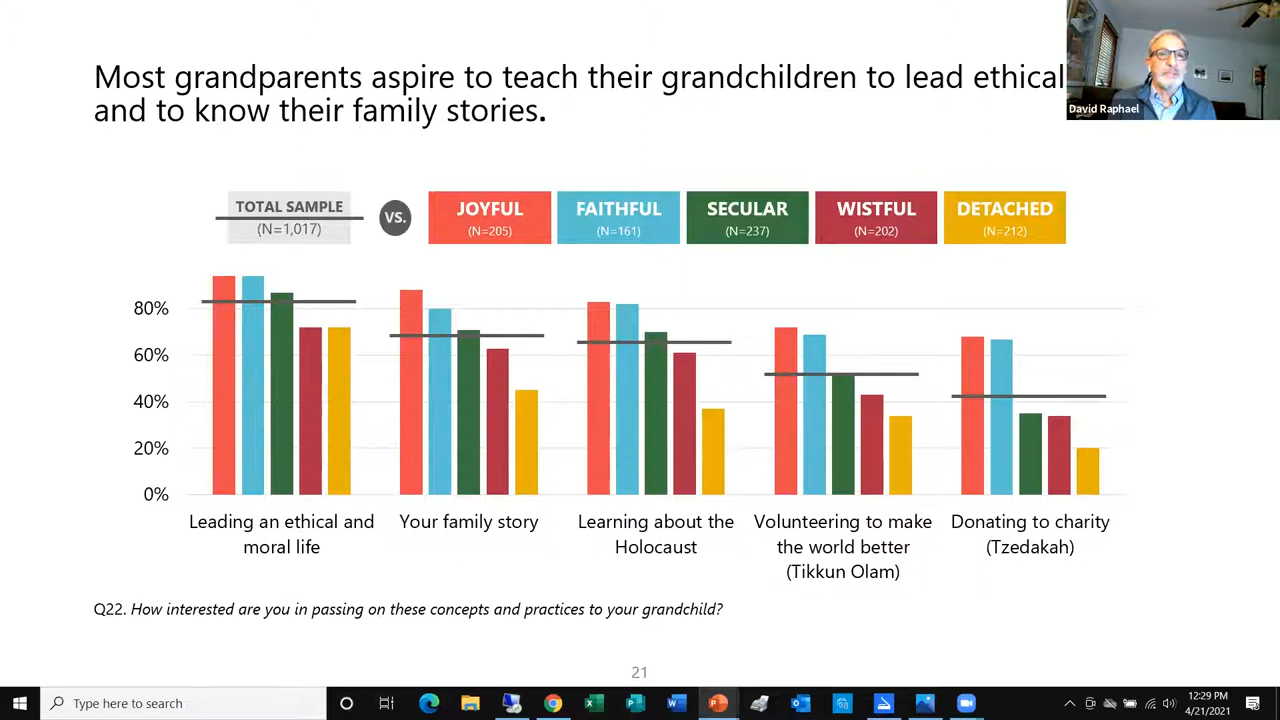 Most grandparents aspire to teach their grandchildren to lead ethical
and to know their family stories.
David Raphael
TOTAL SAMPLE
(N=1,017)
VS.
JOYFUL
(N=205)
FAITHFUL
(N=161)
SECULAR
(N=237)
WISTFUL
(N=202)
DETACHED
(N=212)
80%
60%
40%
20%
0%
Leading an ethical and
moral life
Your family story
Learning about the
Holocaust
Volunteering to make
the world better
(Tikkun Olam)
Donating to charity
(Tzedakah)
Q22. How interested are you in passing on these concepts and practices to your grandchild?
21
Type here to search
12:29 PM
4/21/2021